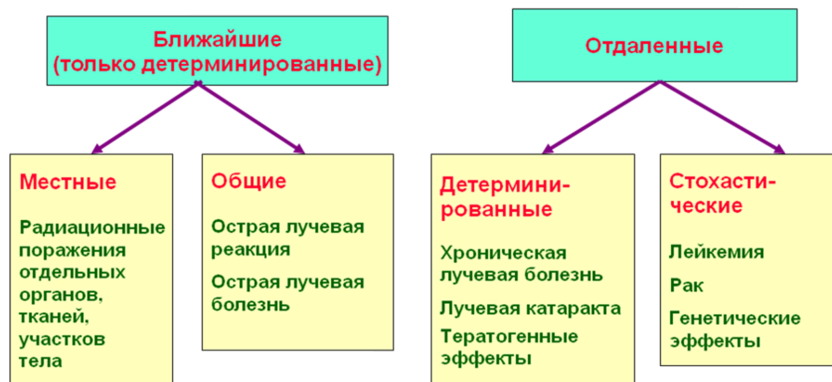 Ближайшие
(только детерминированные)
Отдаленные
Местные
Радиационные
поражения
отдельных
органов,
тканей,
участков
тела
Общие
Острая лучевая
реакция
Острая лучевая
болезнь
Детермини-
рованные
Хроническая
лучевая болезнь
Лучевая катаракта
Тератогенные
эффекты
Стохасти-
ческие
Лейкемия
Рак
Генетические
эффекты